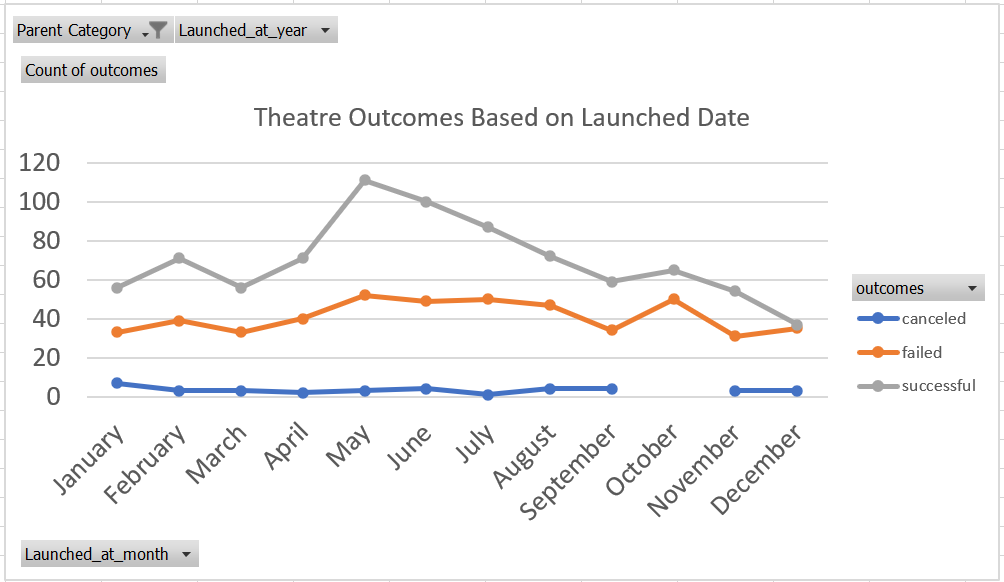 Parent Category Launched_at_year
Count of outcomes
Theatre Outcomes Based on Launched Date
120
100
80
60
40
20
0
January February March April May June July August September October November December
outcomes
canceled
failed
successful
Launched_at_month